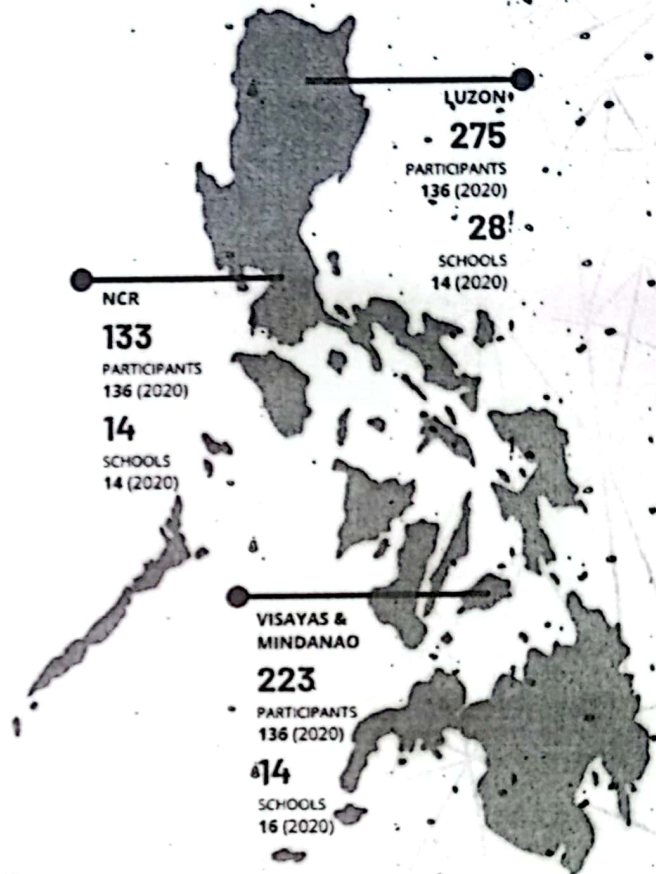 LUZON
275
PARTICIPANTS
136 (2020)
28
SCHOOLS
14 (2020)
NCR
133
PARTICIPANTS
136 (2020)
14
SCHOOLS
14 (2020)
VISAYAS &
MINDANAO
223
PARTICIPANTS
136 (2020)
14
SCHOOLS
16 (2020)